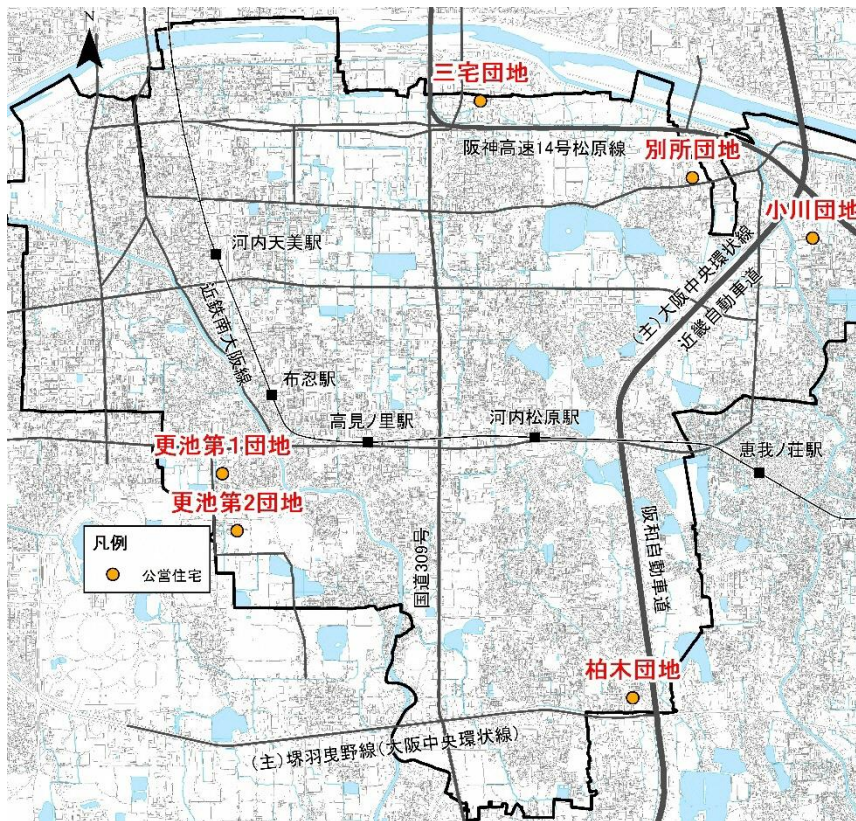 N
三宅団地
阪神高速14号松原線
別所団地
小川団地
河内天美駅
(主)大阪中央環状線
近畿自動車道
近鉄南大阪線
布忍駅
高見ノ里駅
河内松原駅
恵我ノ荘駅
更池第1団地
更池第2団地
凡例
公営住宅
国道309号
阪和自動車道
柏木団地
(主)堺羽曳野線(大阪中央環状線)